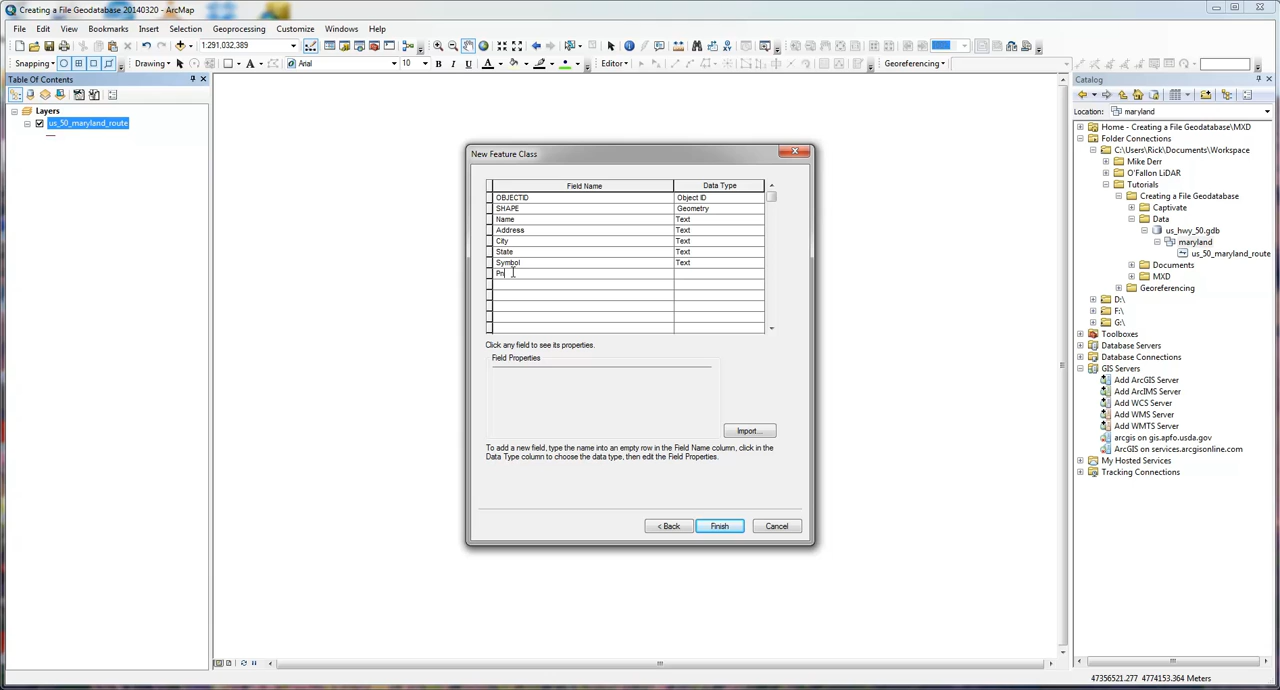 Creating a File Geodatabase 20140320 - ArcMap
File Edit View Bookmarks Insert Selection Geoprocessing Customize Windows Help
1:291,032,389
Snapping Drawing Arial 10 B I U A Editor Georeferencing
Table Of Contents
Layers
us_50_maryland_route
New Feature Class
Field Name Data Type
OBJECTID Object ID
SHAPE Geometry
Name Text
Address Text
City Text
State Text
Symbol Text
Pn
Click any field to see its properties.
Field Properties
Import...
To add a new field, type the name into an empty row in the Field Name column, click in the
Data Type column to choose the data type, then edit the Field Properties.
< Back Finish Cancel
Catalog
Location: maryland
Home - Creating a File Geodatabase\MXD
Folder Connections
C:\Users\Rick\Documents\Workspace
Mike Derr
O'Fallon LiDAR
Tutorials
Creating a File Geodatabase
Captivate
Data
us_hwy_50.gdb
maryland
us_50_maryland_route
Documents
MXD
Georeferencing
D:\
F:\
G:\
Toolboxes
Database Servers
Database Connections
GIS Servers
Add ArcGIS Server
Add ArcIMS Server
Add WCS Server
Add WMS Server
Add WMTS Server
arcgis on gis.apfo.usda.gov
ArcGIS on services.arcgisonline.com
My Hosted Services
Tracking Connections
47356521.277 4774153.364 Meters